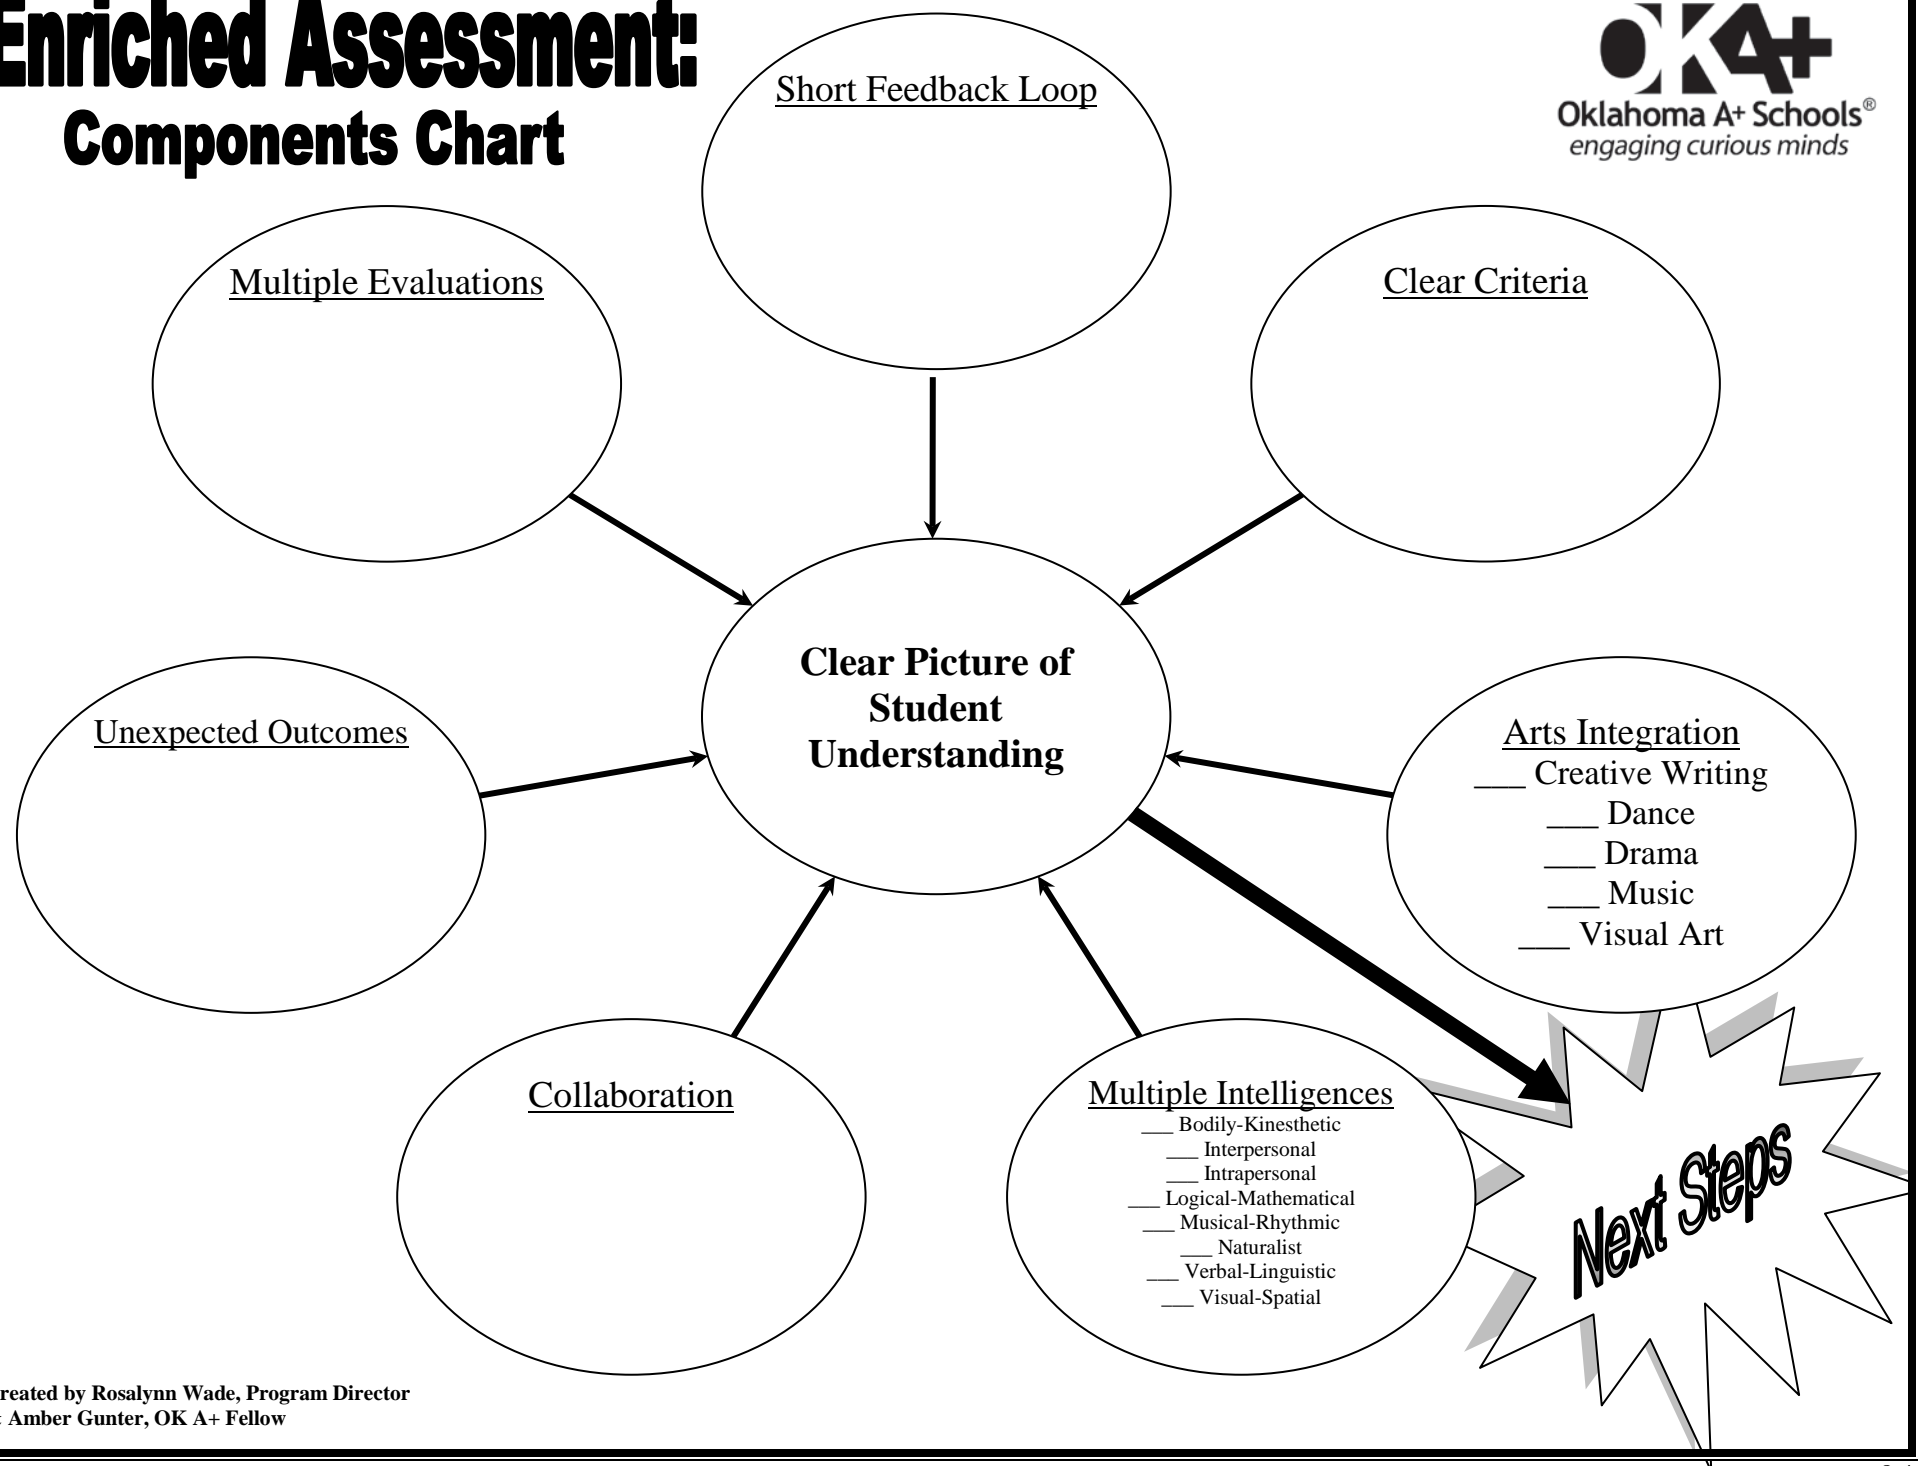 Enriched Assessment:
Components Chart
OKA+
Oklahoma A+ Schools®
engaging curious minds
Short Feedback Loop
Multiple Evaluations
Clear Criteria
Clear Picture of
Student
Understanding
Unexpected Outcomes
Arts Integration
___ Creative Writing
___ Dance
___ Drama
___ Music
___ Visual Art
Collaboration
Multiple Intelligences
___ Bodily-Kinesthetic
___ Interpersonal
___ Intrapersonal
___ Logical-Mathematical
___ Musical-Rhythmic
___ Naturalist
___ Verbal-Linguistic
___ Visual-Spatial
Next Steps
reated by Rosalynn Wade, Program Director
Amber Gunter, OK A+ Fellow